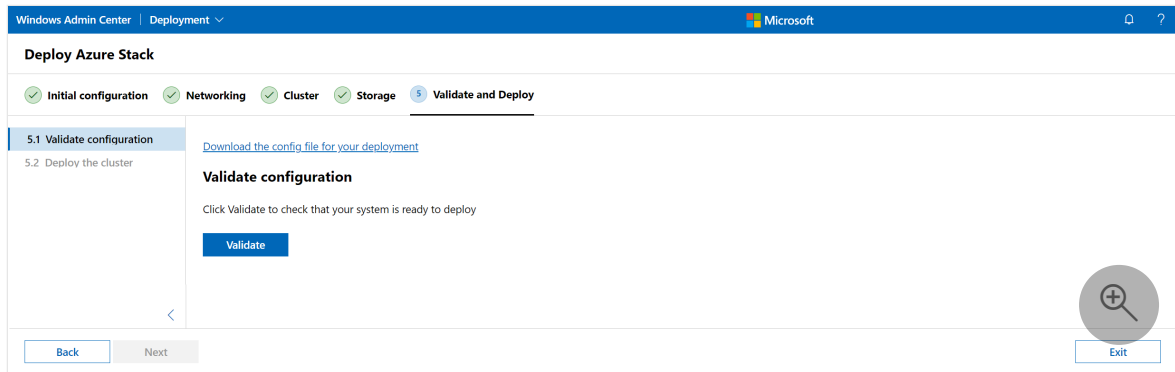 Windows Admin Center | Deployment
Microsoft
?
Deploy Azure Stack
Initial configuration
Networking
Cluster
Storage
5 Validate and Deploy
5.1 Validate configuration
5.2 Deploy the cluster
Download the config file for your deployment
Validate configuration
Click Validate to check that your system is ready to deploy
Validate
Back
Next
Exit